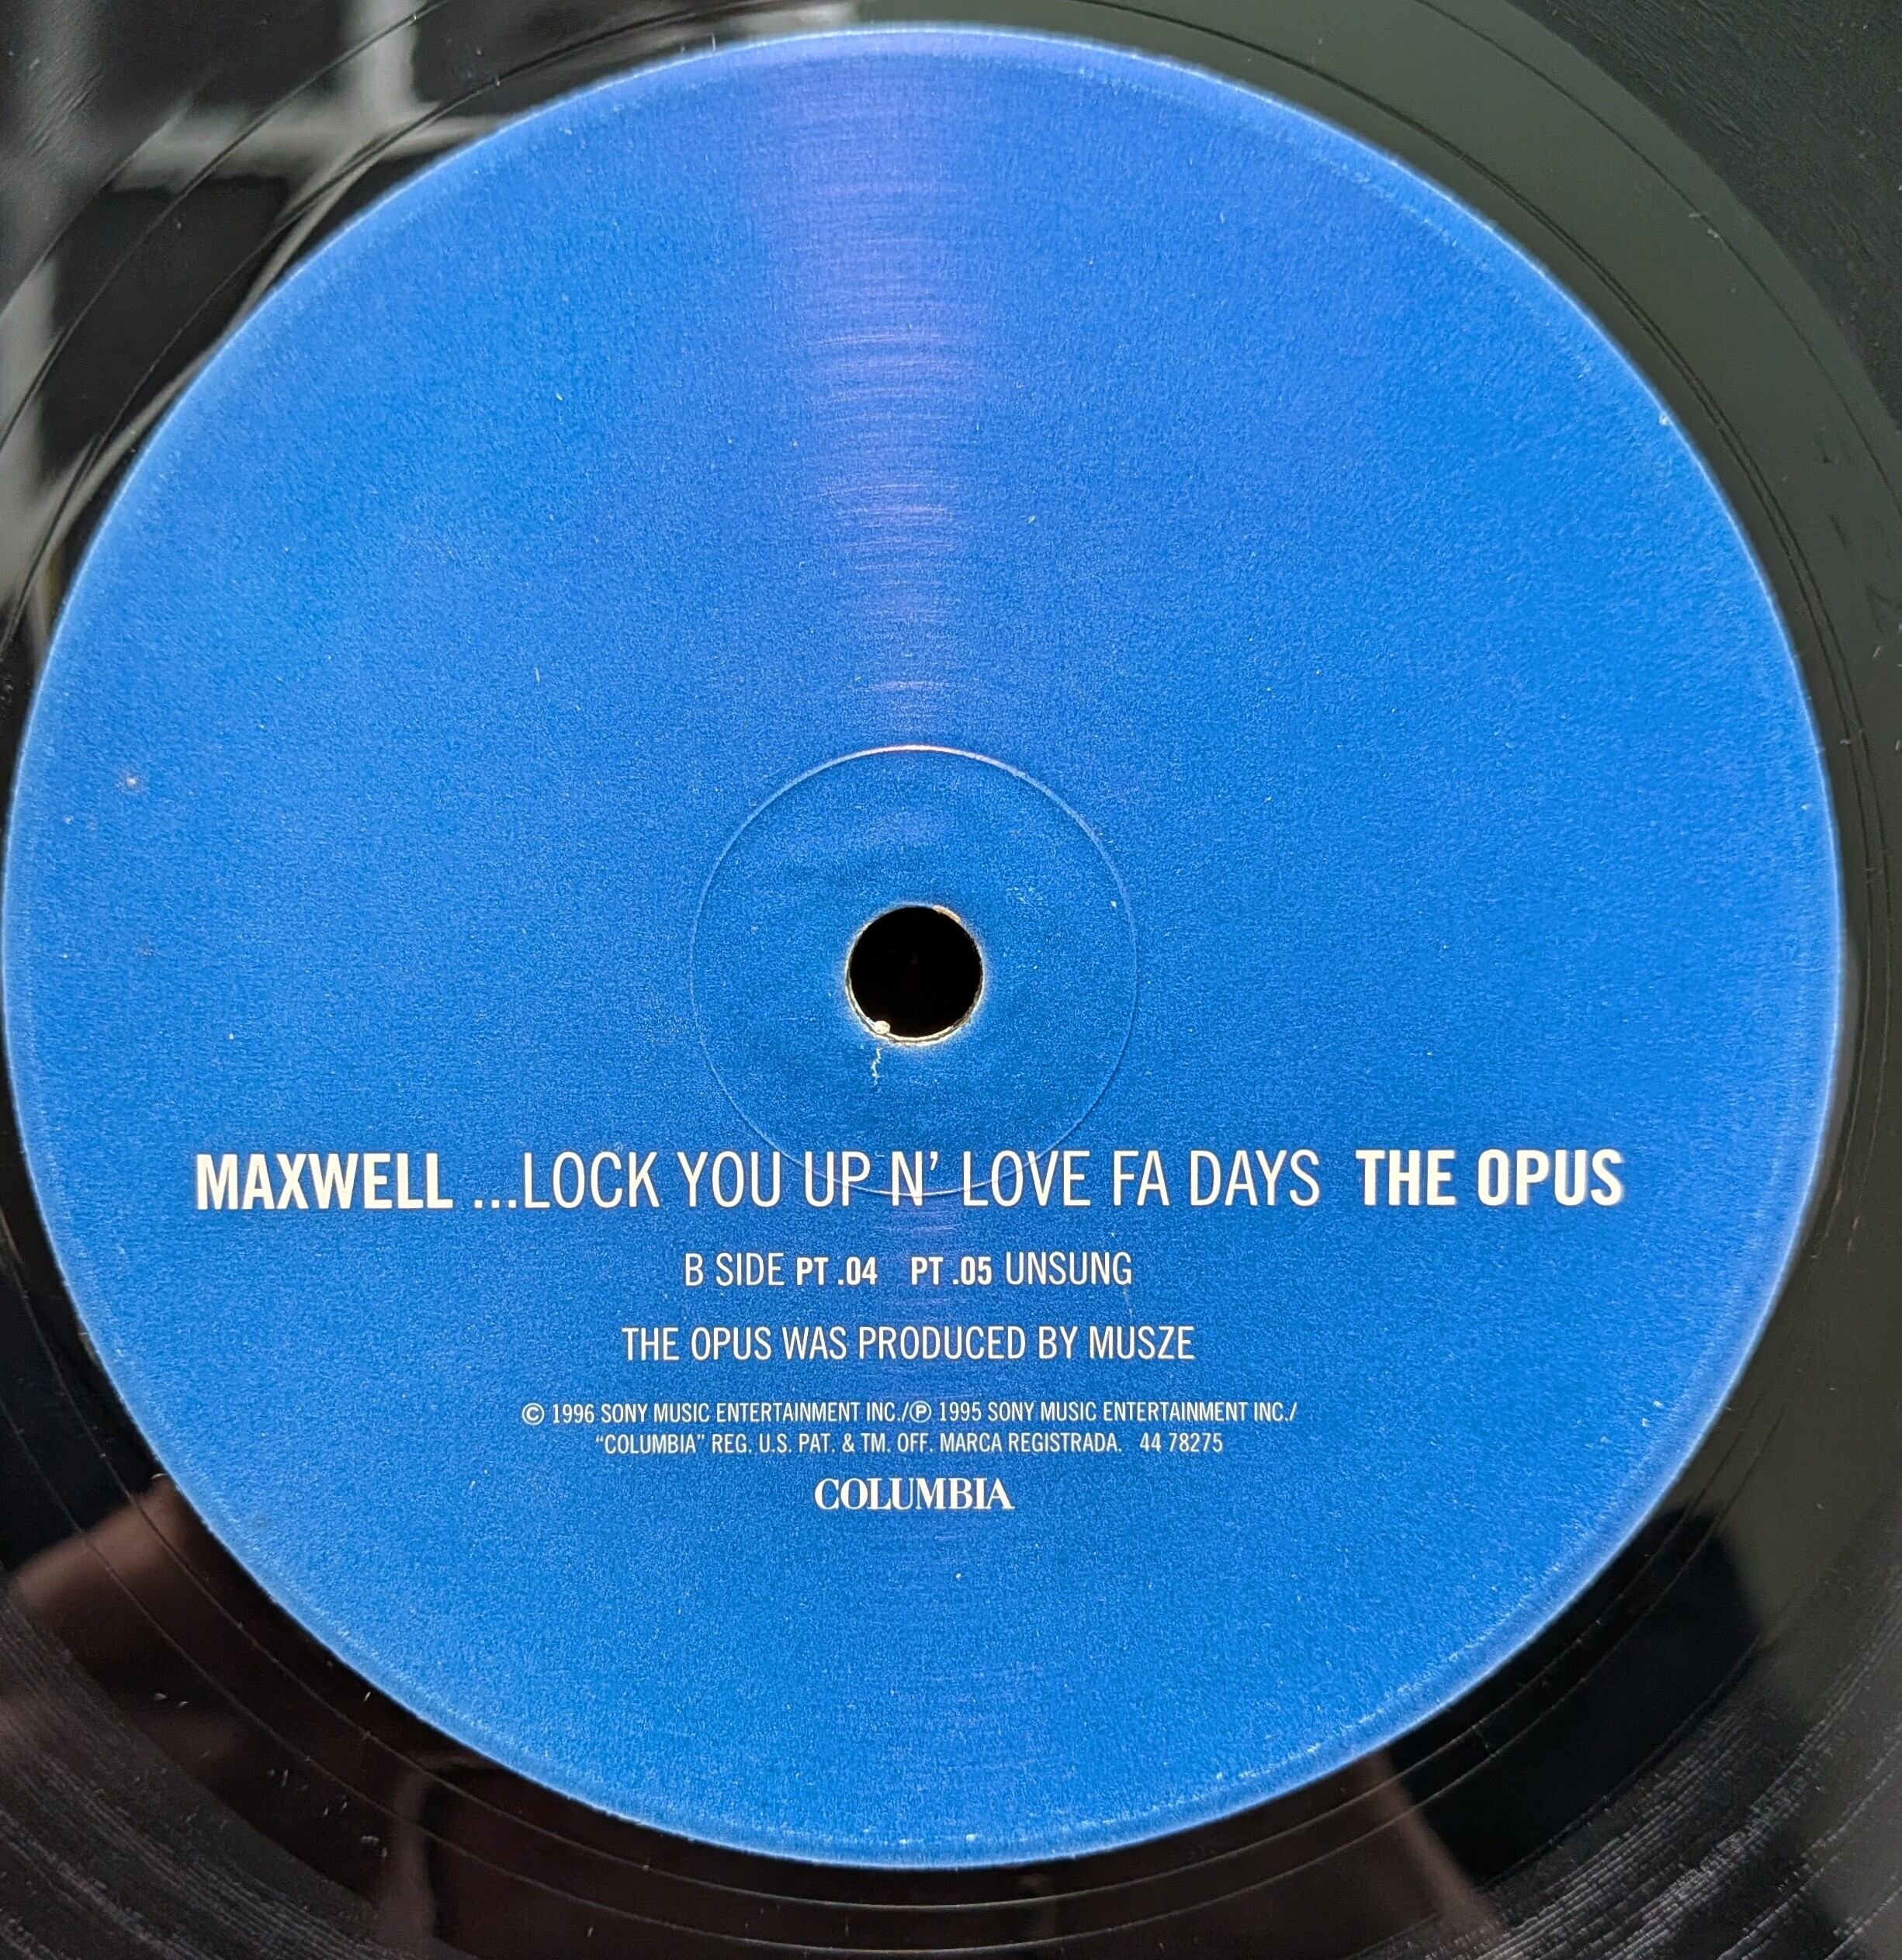 MAXWELL ...LOCK YOU UP N' LOVE FA DAYS THE OPUS
B SIDE PT .04 PT .05 UNSUNG
THE OPUS WAS PRODUCED BY MUSZE
© 1996 SONY MUSIC ENTERTAINMENT INC./℗ 1995 SONY MUSIC ENTERTAINMENT INC./
“COLUMBIA” REG. U.S. PAT. & TM. OFF. MARCA REGISTRADA. 44 78275
COLUMBIA